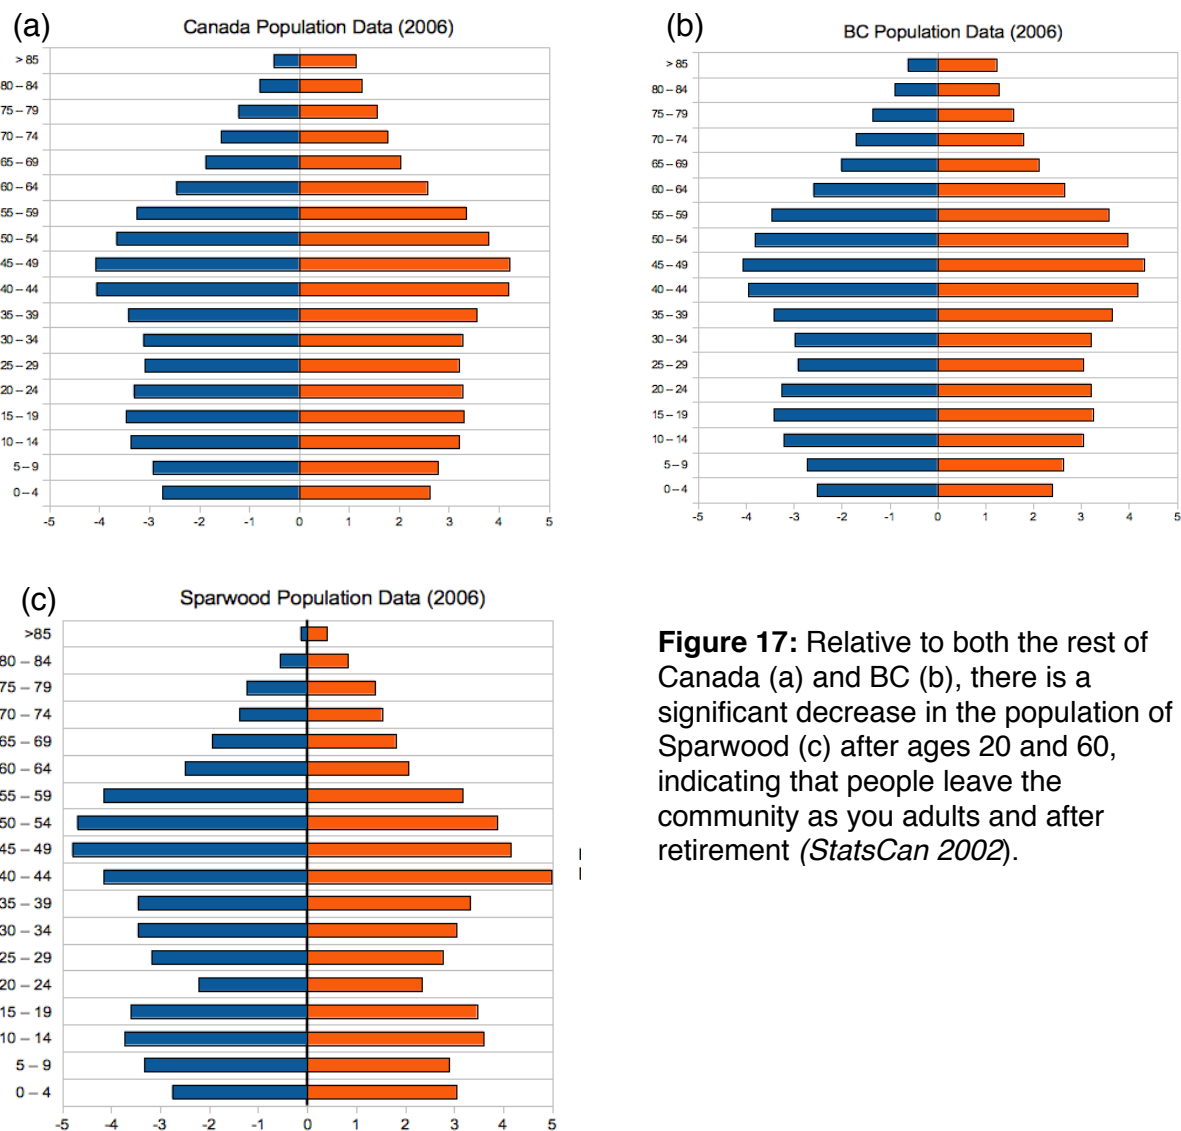 (a)
Canada Population Data (2006)
> 85
80 – 84
75 – 79
70 – 74
65 – 69
60 – 64
55 – 59
50 – 54
45 – 49
40 – 44
35 – 39
30 – 34
25 – 29
20 – 24
15 – 19
10 – 14
5 – 9
0 – 4
-5 -4 -3 -2 -1 0 1 2 3 4 5
(b)
BC Population Data (2006)
> 85
80 – 84
75 – 79
70 – 74
65 – 69
60 – 64
55 – 59
50 – 54
45 – 49
40 – 44
35 – 39
30 – 34
25 – 29
20 – 24
15 – 19
10 – 14
5 – 9
0 – 4
-5 -4 -3 -2 -1 0 1 2 3 4 5
(c)
Sparwood Population Data (2006)
>85
80 – 84
75 – 79
70 – 74
65 – 69
60 – 64
55 – 59
50 – 54
45 – 49
40 – 44
35 – 39
30 – 34
25 – 29
20 – 24
15 – 19
10 – 14
5 – 9
0 – 4
-5 -4 -3 -2 -1 0 1 2 3 4 5
Figure 17: Relative to both the rest of
Canada (a) and BC (b), there is a
significant decrease in the population of
Sparwood (c) after ages 20 and 60,
indicating that people leave the
community as you adults and after
retirement (StatsCan 2002).